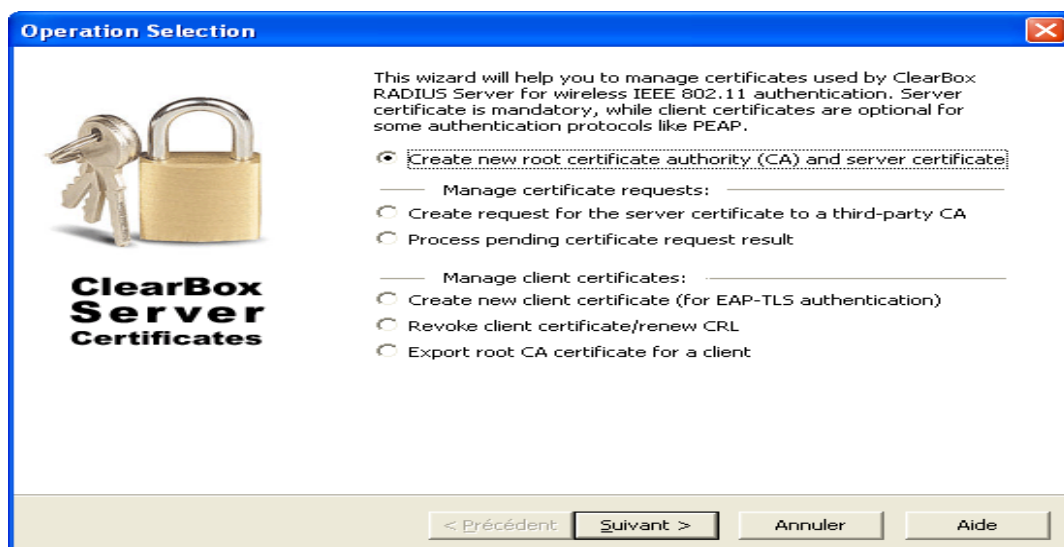 Operation Selection
This wizard will help you to manage certificates used by ClearBox
RADIUS Server for wireless IEEE 802.11 authentication. Server
certificate is mandatory, while client certificates are optional for
some authentication protocols like PEAP.
Create new root certificate authority (CA) and server certificate
Manage certificate requests:
Create request for the server certificate to a third-party CA
Process pending certificate request result
Manage client certificates:
Create new client certificate (for EAP-TLS authentication)
Revoke client certificate/renew CRL
Export root CA certificate for a client
ClearBox
Server
Certificates
< Précédent
Suivant >
Annuler
Aide